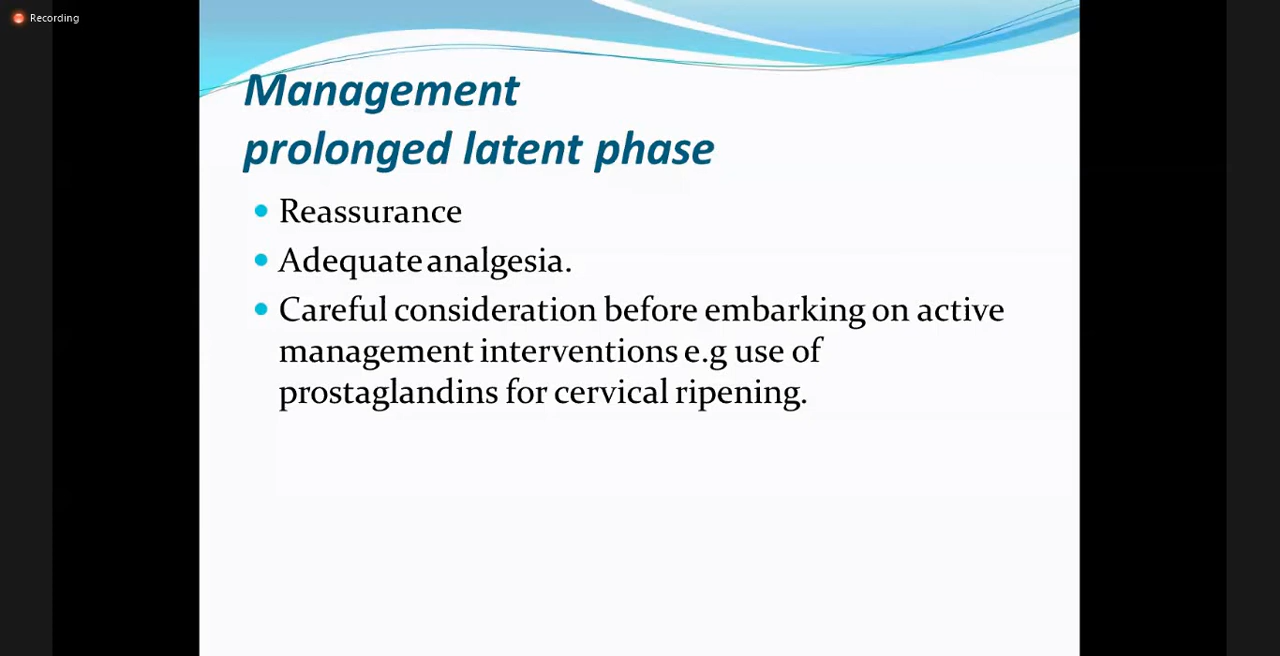 Recording
Management
prolonged latent phase
• Reassurance
• Adequate analgesia.
• Careful consideration before embarking on active
management interventions e.g use of
prostaglandins for cervical ripening.